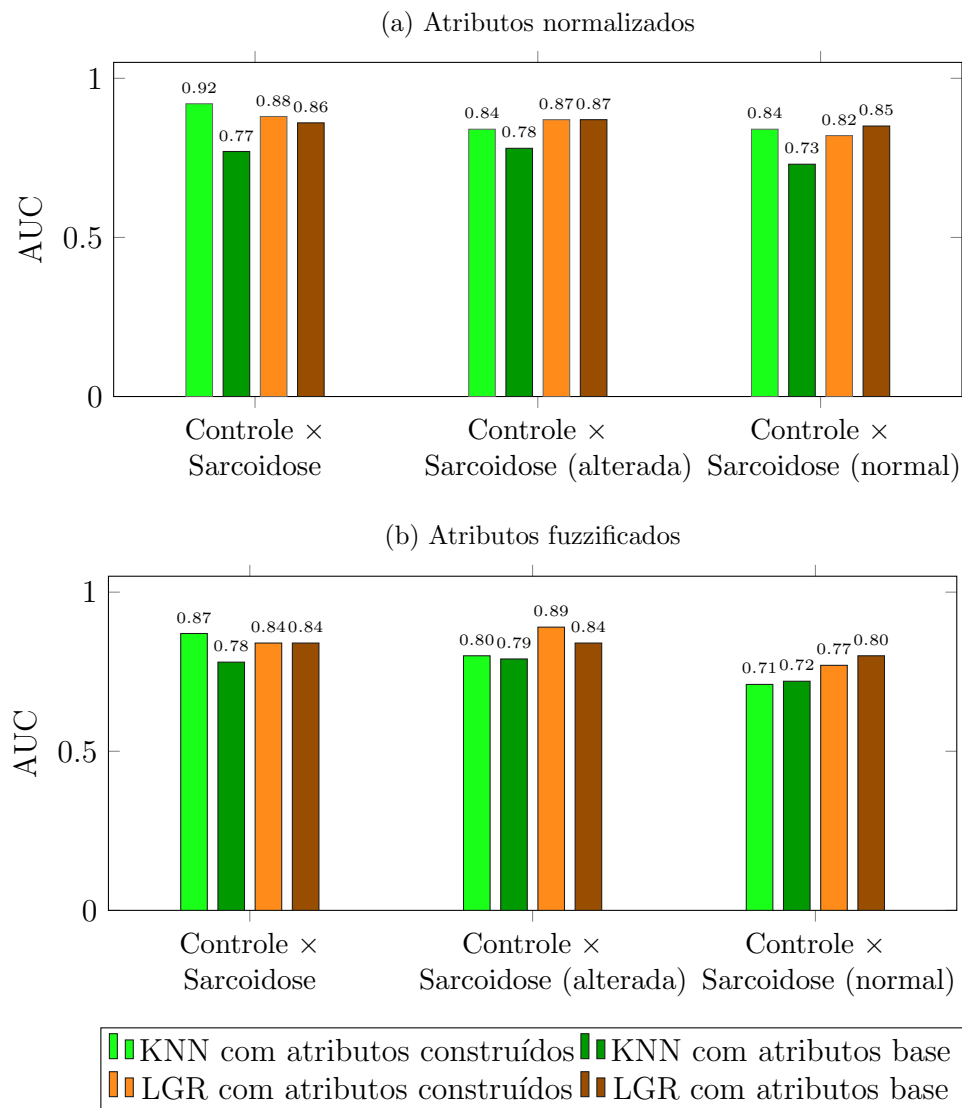 (a) Atributos normalizados
1
0.5
0
AUC
0.92 0.77 0.88 0.86 0.84 0.78 0.87 0.87 0.84 0.73 0.82 0.85
Controle × Controle × Controle ×
Sarcoidose Sarcoidose (alterada) Sarcoidose (normal)
(b) Atributos fuzzificados
1
0.5
0
AUC
0.87 0.78 0.84 0.84 0.80 0.79 0.89 0.84 0.71 0.72 0.77 0.80
Controle × Controle × Controle ×
Sarcoidose Sarcoidose (alterada) Sarcoidose (normal)
KNN com atributos construídos KNN com atributos base
LGR com atributos construídos LGR com atributos base